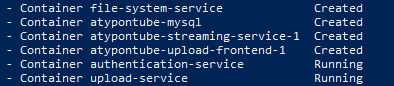 - Container file-system-service Created
- Container atypontube-mysql Created
- Container atypontube-streaming-service-1 Created
- Container atypontube-upload-frontend-1 Created
- Container authentication-service Running
- Container upload-service Running